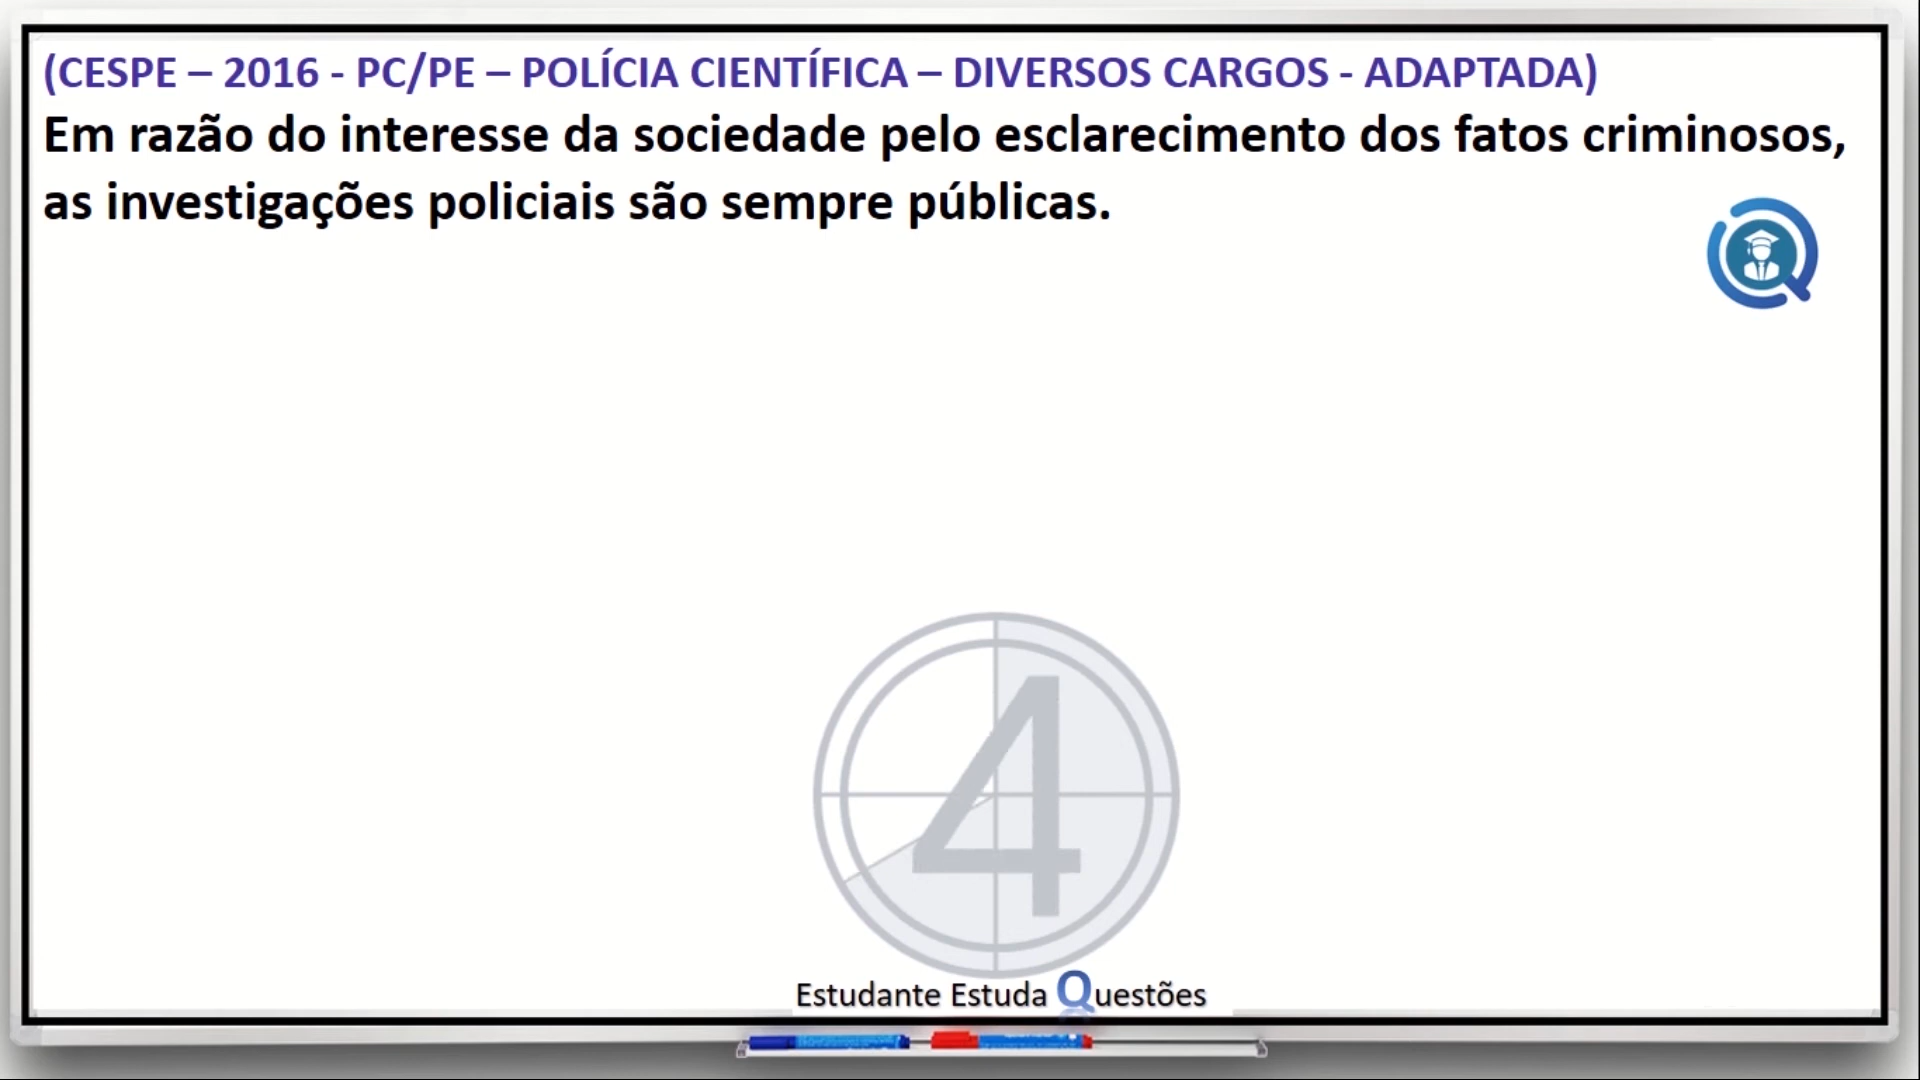 (CESPE – 2016 - PC/PE – POLÍCIA CIENTÍFICA – DIVERSOS CARGOS - ADAPTADA)
Em razão do interesse da sociedade pelo esclarecimento dos fatos criminosos,
as investigações policiais são sempre públicas.
4
Estudante Estuda Questões